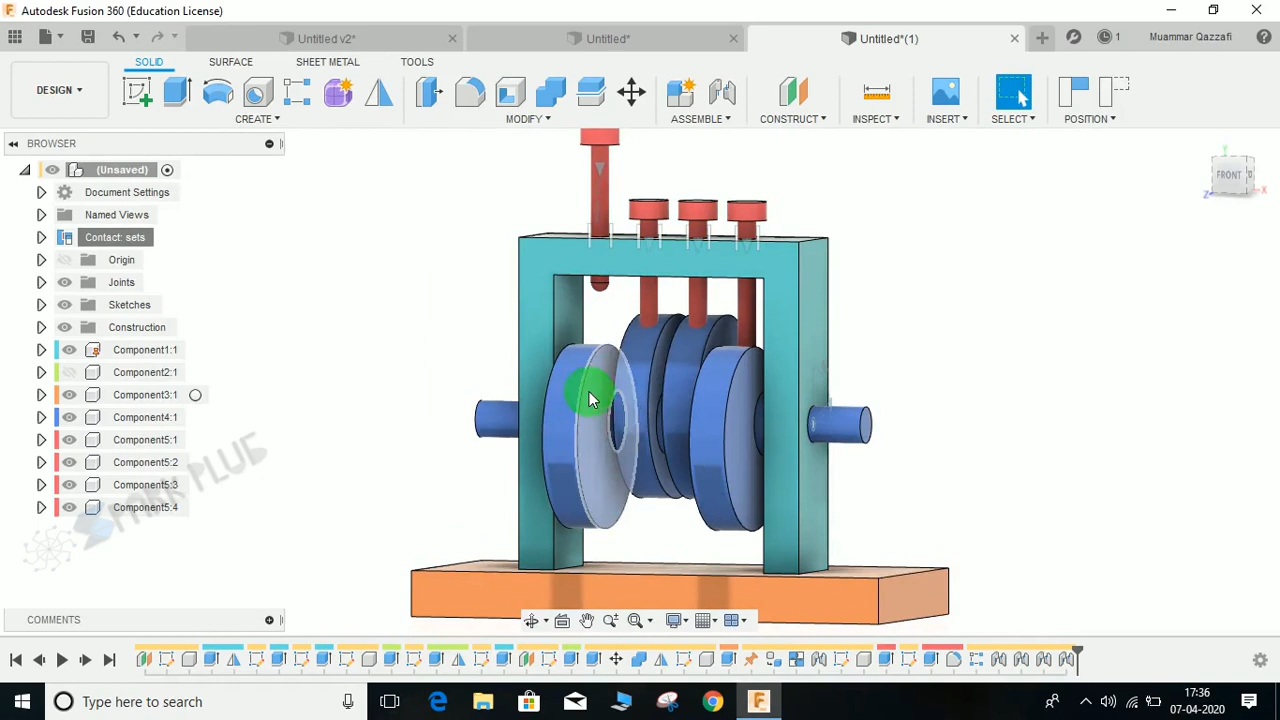 Autodesk Fusion 360 (Education License)
Untitled v2*
Untitled*
Untitled*(1)
1
Muammar Qazzafi
DESIGN
SOLID
SURFACE
SHEET METAL
TOOLS
CREATE
MODIFY
ASSEMBLE
CONSTRUCT
INSPECT
INSERT
SELECT
POSITION
BROWSER
(Unsaved)
Document Settings
Named Views
Contact: sets
Origin
Joints
Sketches
Construction
Component1:1
Component2:1
Component3:1
Component4:1
Component5:1
Component5:2
Component5:3
Component5:4
FRONT
Y
X
Z
COMMENTS
Type here to search
17:36
07-04-2020